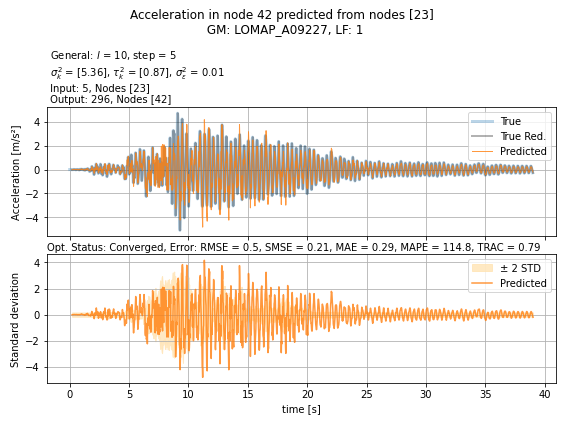 Acceleration in node 42 predicted from nodes [23]
GM: LOMAP_A09227, LF: 1
General: l = 10, step = 5
σ²ₖ = [5.36], τ²ₖ = [0.87], σ²ε = 0.01
Input: 5, Nodes [23]
Output: 296, Nodes [42]
Acceleration [m/s²]
4
2
0
−2
−4
True
True Red.
Predicted
Opt. Status: Converged, Error: RMSE = 0.5, SMSE = 0.21, MAE = 0.29, MAPE = 114.8, TRAC = 0.79
Standard deviation
4
2
0
−2
−4
± 2 STD
Predicted
0 5 10 15 20 25 30 35 40
time [s]